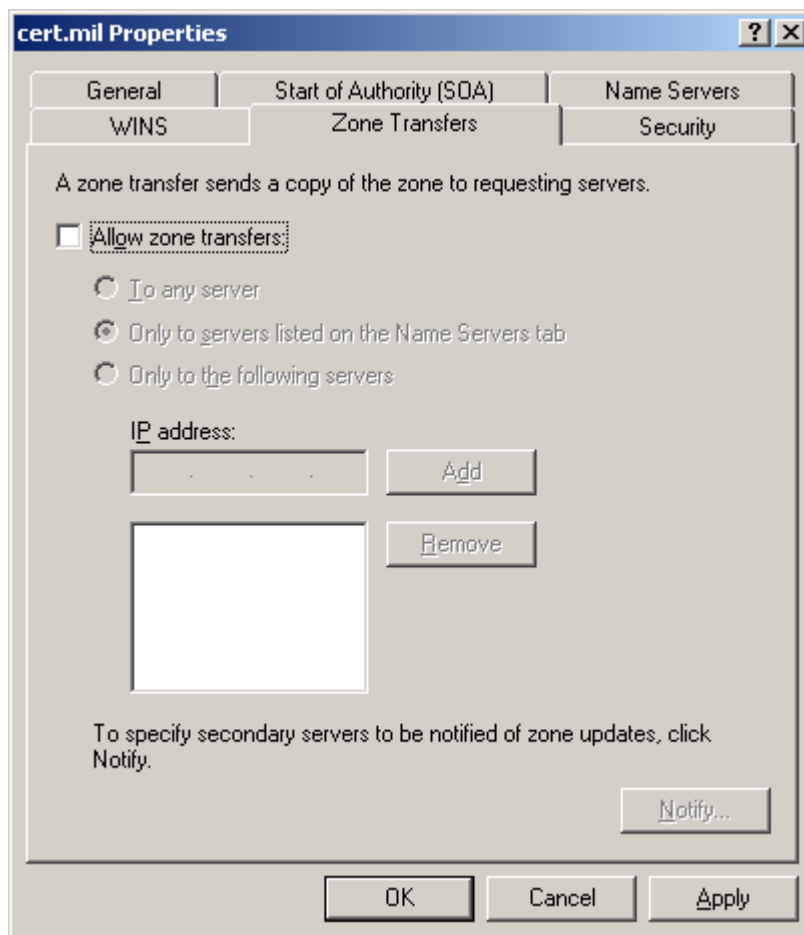 cert.mil Properties
General
Start of Authority (SOA)
Name Servers
WINS
Zone Transfers
Security
A zone transfer sends a copy of the zone to requesting servers.
Allow zone transfers:
To any server
Only to servers listed on the Name Servers tab
Only to the following servers
IP address:
Add
Remove
To specify secondary servers to be notified of zone updates, click
Notify.
Notify...
OK
Cancel
Apply